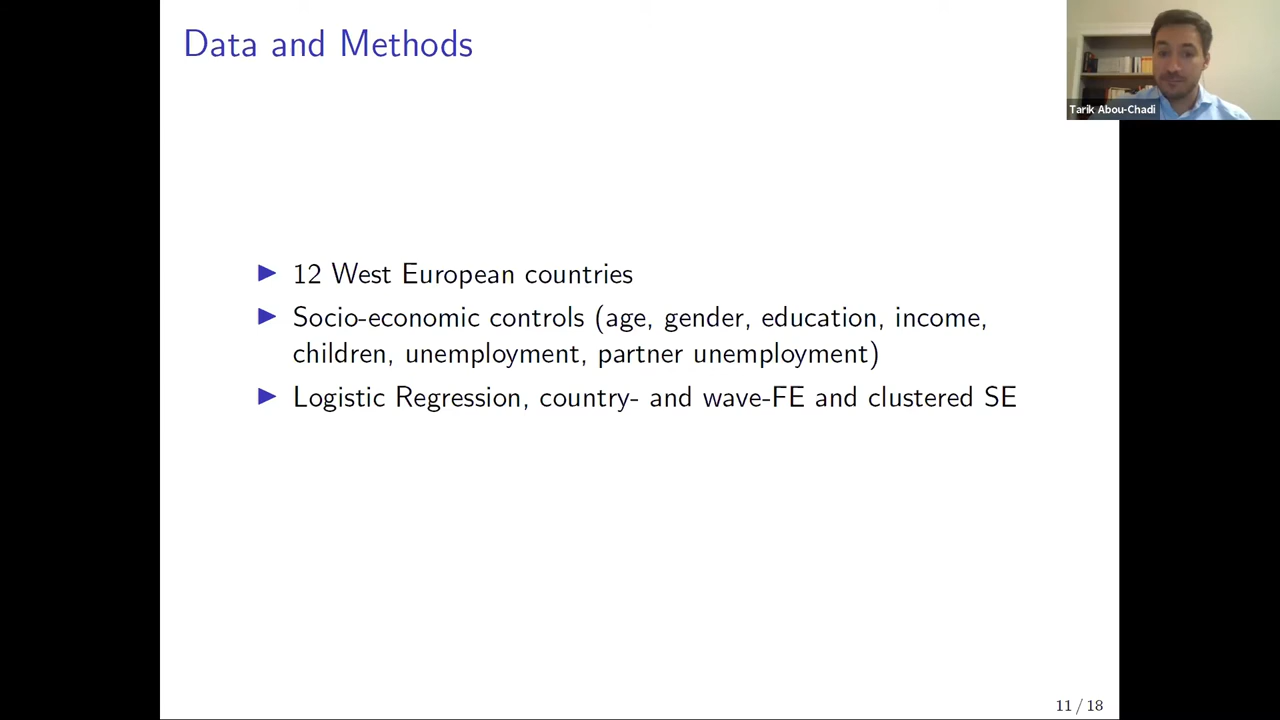 Data and Methods
Tarik Abou-Chadi
▶ 12 West European countries
▶ Socio-economic controls (age, gender, education, income,
children, unemployment, partner unemployment)
▶ Logistic Regression, country- and wave-FE and clustered SE
11 / 18